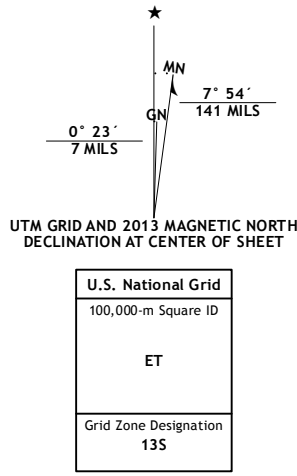 MN
7° 54´
141 MILS
GN
0° 23´
7 MILS
UTM GRID AND 2013 MAGNETIC NORTH
DECLINATION AT CENTER OF SHEET
U.S. National Grid
100,000-m Square ID
ET
Grid Zone Designation
13S